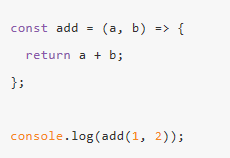 const add = (a, b) => {
  return a + b;
};

console.log(add(1, 2));